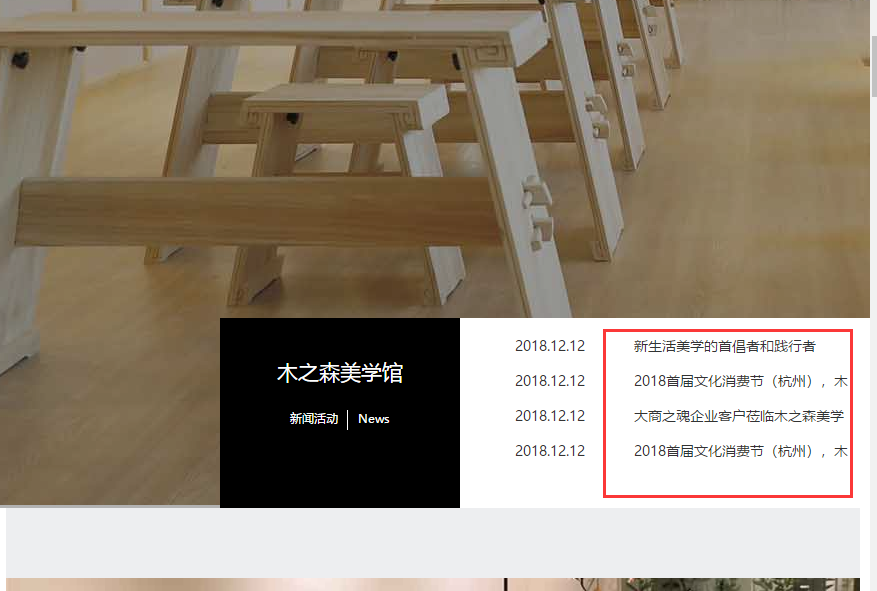 木之森美学馆
新闻活动 | News
2018.12.12 新生活美学的首倡者和践行者
2018.12.12 2018首届文化消费节（杭州），木
2018.12.12 大商之魂企业客户莅临木之森美学
2018.12.12 2018首届文化消费节（杭州），木